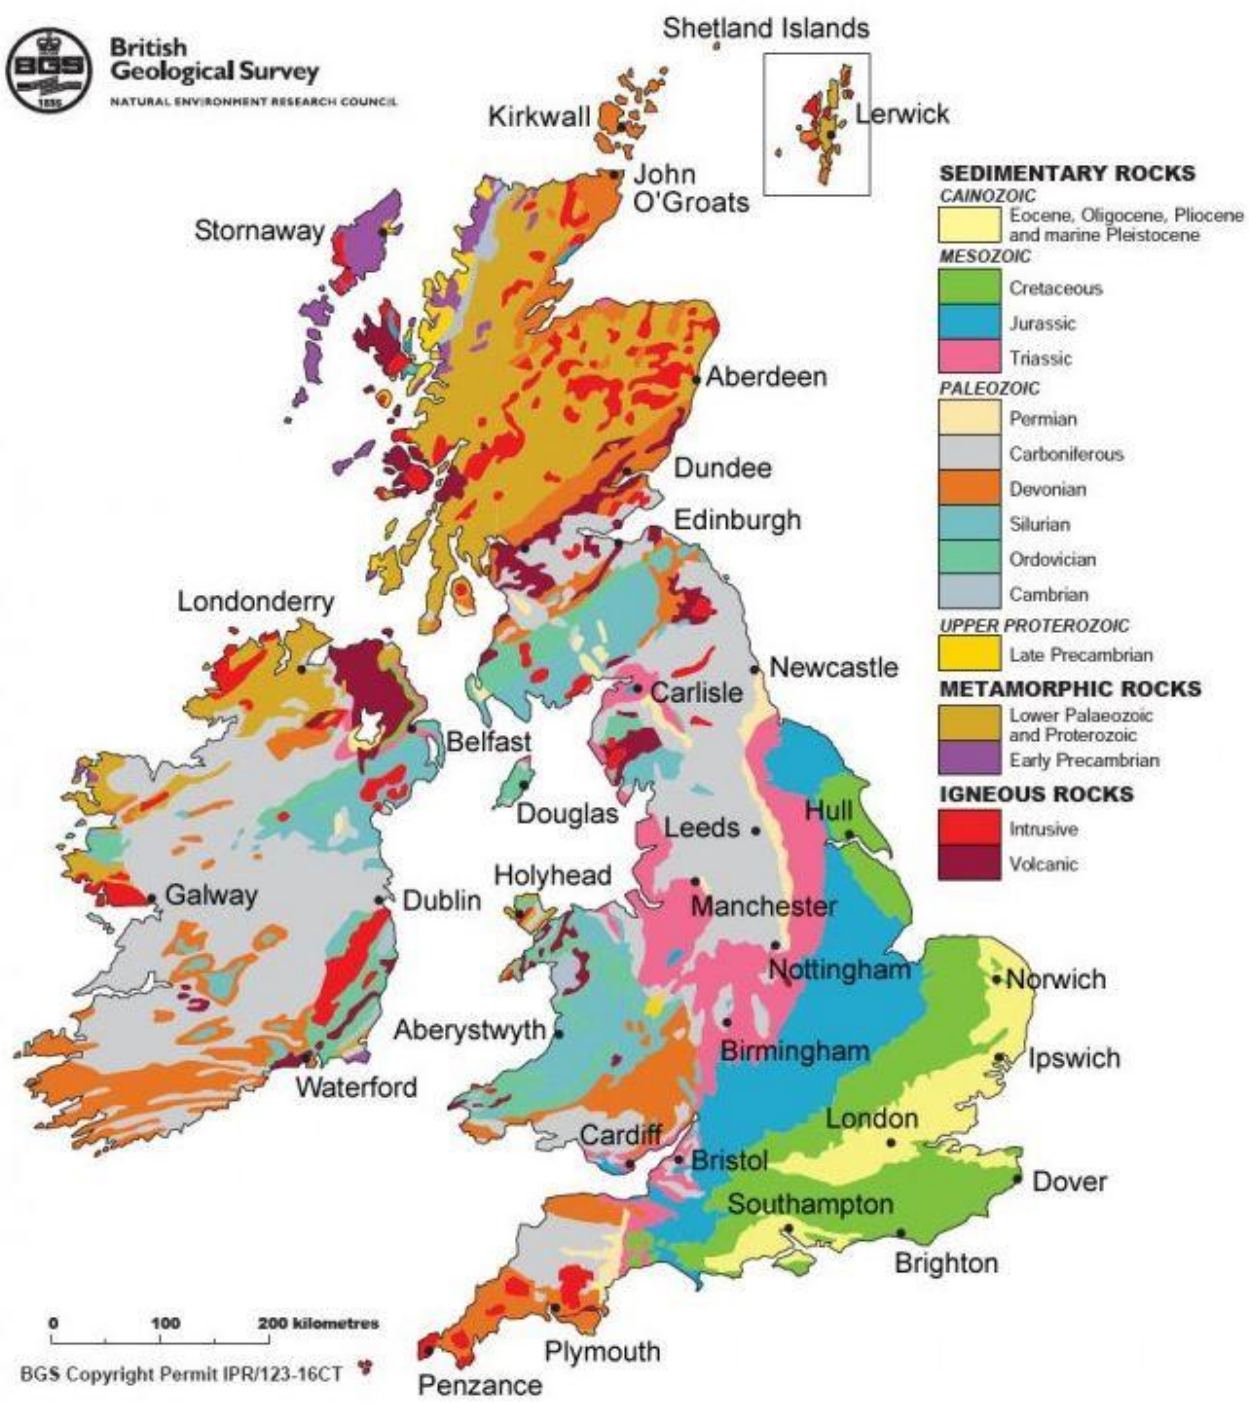 British
Geological Survey
NATURAL ENVIRONMENT RESEARCH COUNCIL
BGS
1835
Shetland Islands
Kirkwall
Lerwick
John
O'Groats
Stornaway
Aberdeen
Dundee
Edinburgh
Londonderry
Newcastle
Carlisle
Belfast
Douglas
Hull
Leeds
Holyhead
Galway
Dublin
Manchester
Nottingham
Norwich
Aberystwyth
Birmingham
Ipswich
Waterford
London
Cardiff
Bristol
Dover
Southampton
Brighton
Plymouth
Penzance
SEDIMENTARY ROCKS
CAINOZOIC
Eocene, Oligocene, Pliocene
and marine Pleistocene
MESOZOIC
Cretaceous
Jurassic
Triassic
PALEOZOIC
Permian
Carboniferous
Devonian
Silurian
Ordovician
Cambrian
UPPER PROTEROZOIC
Late Precambrian
METAMORPHIC ROCKS
Lower Palaeozoic
and Proterozoic
Early Precambrian
IGNEOUS ROCKS
Intrusive
Volcanic
0 100 200 kilometres
BGS Copyright Permit IPR/123-16CT